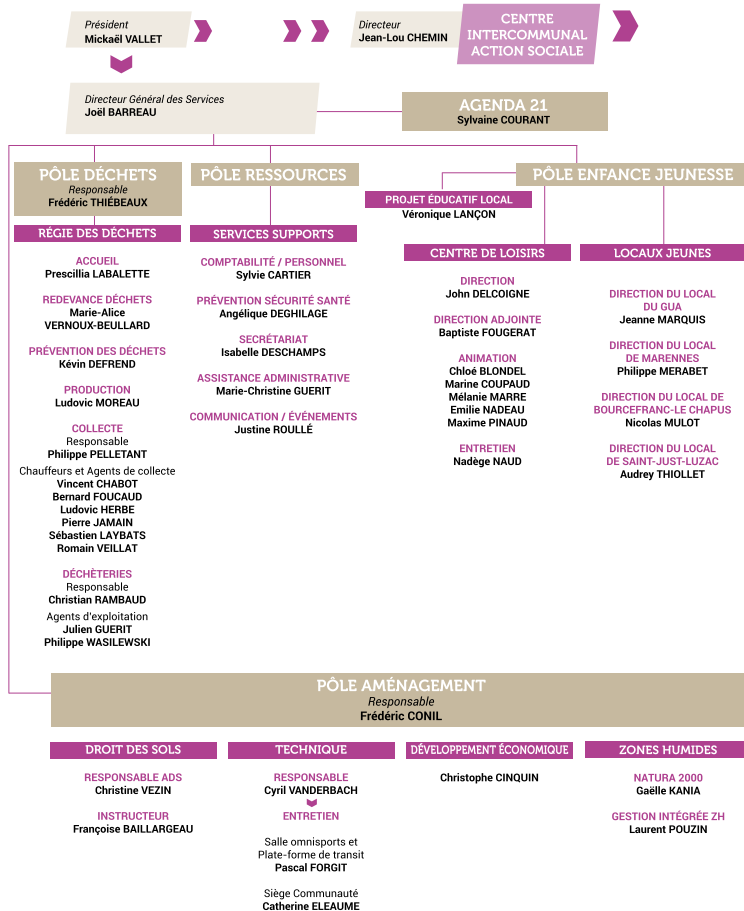 Président
Mickaël VALLET
Directeur
Jean-Lou CHEMIN
CENTRE
INTERCOMMUNAL
ACTION SOCIALE
Directeur Général des Services
Joël BARREAU
AGENDA 21
Sylvaine COURANT
PÔLE DÉCHETS
Responsable
Frédéric THIÉBEAUX
RÉGIE DES DÉCHETS
ACCUEIL
Prescillia LABALETTE
REDEVANCE DÉCHETS
Marie-Alice
VERNOUX-BEULLARD
PRÉVENTION DES DÉCHETS
Kévin DEFREND
PRODUCTION
Ludovic MOREAU
COLLECTE
Responsable
Philippe PELLETANT
Chauffeurs et Agents de collecte
Vincent CHABOT
Bernard FOUCAUD
Ludovic HERBE
Pierre JAMAIN
Sébastien LAYBATS
Romain VEILLAT
DÉCHÈTERIES
Responsable
Christian RAMBAUD
Agents d'exploitation
Julien GUERIT
Philippe WASILEWSKI
PÔLE RESSOURCES
SERVICES SUPPORTS
COMPTABILITÉ / PERSONNEL
Sylvie CARTIER
PRÉVENTION SÉCURITÉ SANTÉ
Angélique DEGHILAGE
SECRÉTARIAT
Isabelle DESCHAMPS
ASSISTANCE ADMINISTRATIVE
Marie-Christine GUERIT
COMMUNICATION / ÉVÉNEMENTS
Justine ROULLÉ
PÔLE ENFANCE JEUNESSE
PROJET ÉDUCATIF LOCAL
Véronique LANÇON
CENTRE DE LOISIRS
DIRECTION
John DELCOIGNE
DIRECTION ADJOINTE
Baptiste FOUGERAT
ANIMATION
Chloé BLONDEL
Marine COUPAUD
Mélanie MARRE
Emilie NADEAU
Maxime PINAUD
ENTRETIEN
Nadège NAUD
LOCAUX JEUNES
DIRECTION DU LOCAL
DU GUA
Jeanne MARQUIS
DIRECTION DU LOCAL
DE MARENNES
Philippe MERABET
DIRECTION DU LOCAL DE
BOURCEFRANC-LE CHAPUS
Nicolas MULOT
DIRECTION DU LOCAL
DE SAINT-JUST-LUZAC
Audrey THIOLLET
PÔLE AMÉNAGEMENT
Responsable
Frédéric CONIL
DROIT DES SOLS
RESPONSABLE ADS
Christine VEZIN
INSTRUCTEUR
Françoise BAILLARGEAU
TECHNIQUE
RESPONSABLE
Cyril VANDERBACH
ENTRETIEN
Salle omnisports et
Plate-forme de transit
Pascal FORGIT
Siège Communauté
Catherine ELEAUME
DÉVELOPPEMENT ÉCONOMIQUE
Christophe CINQUIN
ZONES HUMIDES
NATURA 2000
Gaëlle KANIA
GESTION INTÉGRÉE ZH
Laurent POUZIN